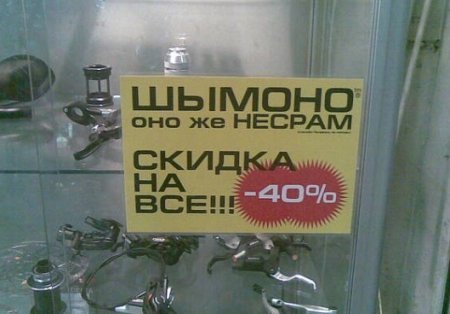 ШЫМОНО
ОНО ЖЕ НЕСРАМ
СКИДКА
НА
ВСЕ!!!
-40%